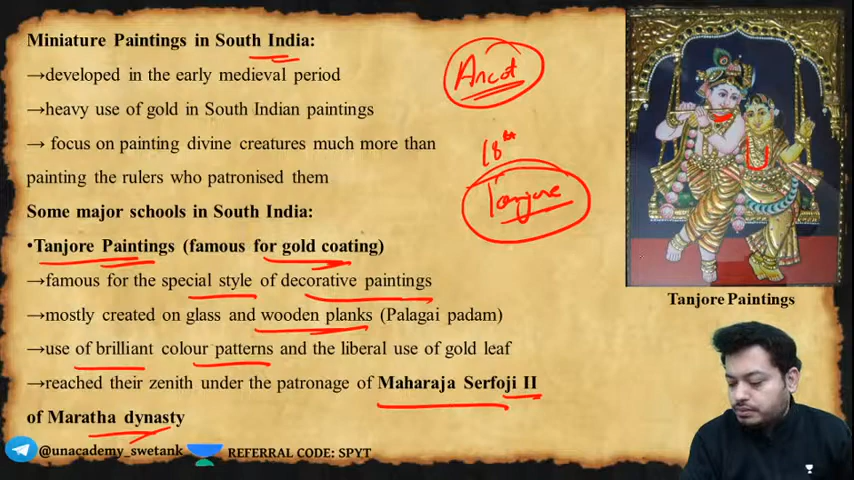 Miniature Paintings in South India:
→developed in the early medieval period
→heavy use of gold in South Indian paintings
→ focus on painting divine creatures much more than
painting the rulers who patronised them
Some major schools in South India:
•Tanjore Paintings (famous for gold coating)
→famous for the special style of decorative paintings
→mostly created on glass and wooden planks (Palagai padam)
→use of brilliant colour patterns and the liberal use of gold leaf
→reached their zenith under the patronage of Maharaja Serfoji II
of Maratha dynasty
@unacademy_swetank
REFERRAL CODE: SPYT
18th
Tanjore
Tanjore Paintings